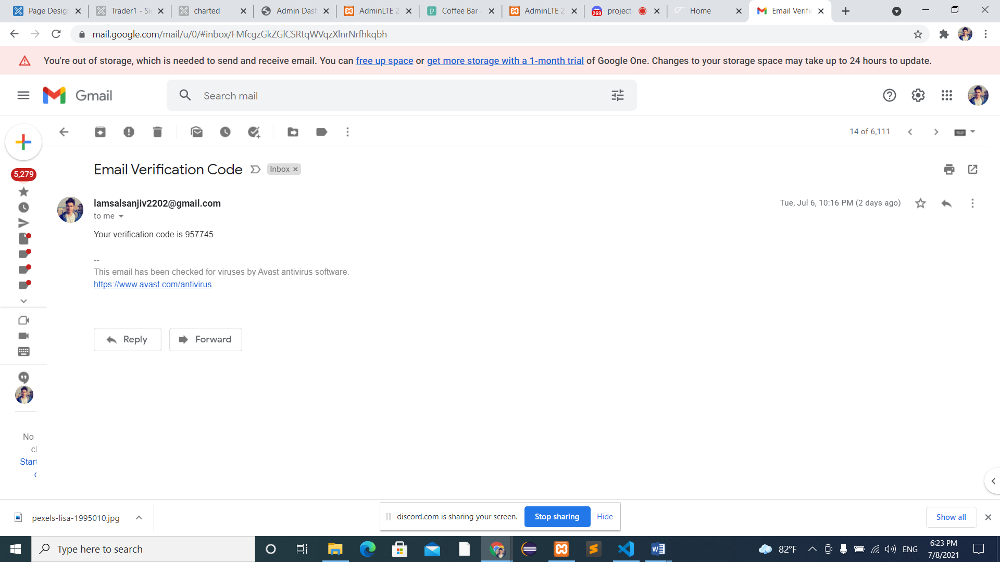 Page Design
Trader1 - Si
charted
Admin Dash
AdminLTE 2
Coffee Bar -
AdminLTE 2
269
project-
Home
Email Verific
mail.google.com/mail/u/0/#inbox/FMfcgzGkZGlCSRtqWVqzXlnrNrfhkqbh
You're out of storage, which is needed to send and receive email. You can free up space or get more storage with a 1-month trial of Google One. Changes to your storage space may take up to 24 hours to update.
Gmail
Search mail
14 of 6,111
5,279
Email Verification Code
Inbox ×
lamsalsanjiv2202@gmail.com
Tue, Jul 6, 10:16 PM (2 days ago)
to me
Your verification code is 957745
--
This email has been checked for viruses by Avast antivirus software.
https://www.avast.com/antivirus
Reply
Forward
No
Start
pexels-lisa-1995010.jpg
discord.com is sharing your screen.
Stop sharing
Hide
Show all
Type here to search
82°F
ENG
6:23 PM
7/8/2021